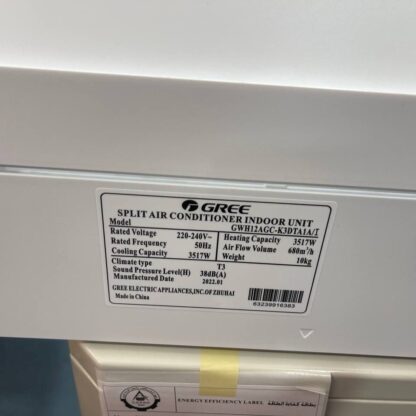 GREE
SPLIT AIR CONDITIONER INDOOR UNIT
Model GWH12AGC-K3DTA1A/I
Rated Voltage 220-240V~
Rated Frequency 50Hz
Cooling Capacity 3517W
Heating Capacity 3517W
Air Flow Volume 680m³/h
Weight 10kg
Climate type T3
Sound Pressure Level(H) 38dB(A)
Manufactured Date 2022.01
GREE ELECTRIC APPLIANCES,INC.OF ZHUHAI
Made in China
63239916383
ENERGY EFFICIENCY LABEL